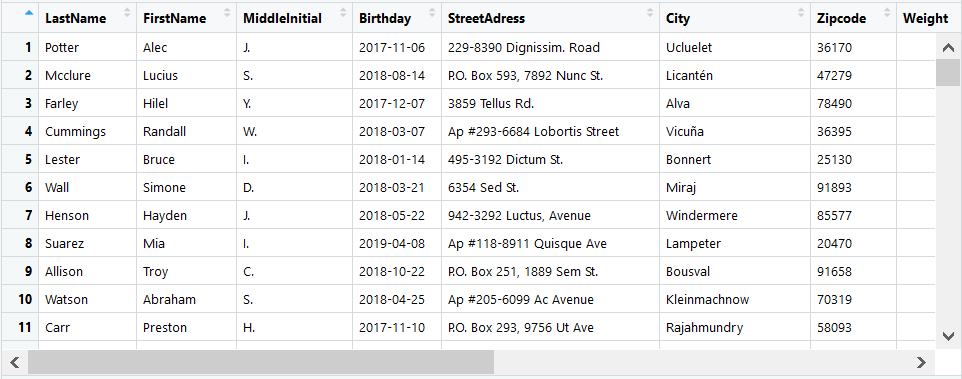 LastName FirstName MiddleInitial Birthday StreetAdress City Zipcode Weight
1 Potter Alec J. 2017-11-06 229-8390 Dignissim. Road Ucluelet 36170
2 Mcclure Lucius S. 2018-08-14 P.O. Box 593, 7892 Nunc St. Licantén 47279
3 Farley Hilel Y. 2017-12-07 3859 Tellus Rd. Alva 78490
4 Cummings Randall W. 2018-03-07 Ap #293-6684 Lobortis Street Vicuña 36395
5 Lester Bruce I. 2018-01-14 495-3192 Dictum St. Bonnert 25130
6 Wall Simone D. 2018-03-21 6354 Sed St. Miraj 91893
7 Henson Hayden J. 2018-05-22 942-3292 Luctus, Avenue Windermere 85577
8 Suarez Mia I. 2019-04-08 Ap #118-8911 Quisque Ave Lampeter 20470
9 Allison Troy C. 2018-10-22 P.O. Box 251, 1889 Sem St. Bousval 91658
10 Watson Abraham S. 2018-04-25 Ap #205-6099 Ac Avenue Kleinmachnow 70319
11 Carr Preston H. 2017-11-10 P.O. Box 293, 9756 Ut Ave Rajahmundry 58093